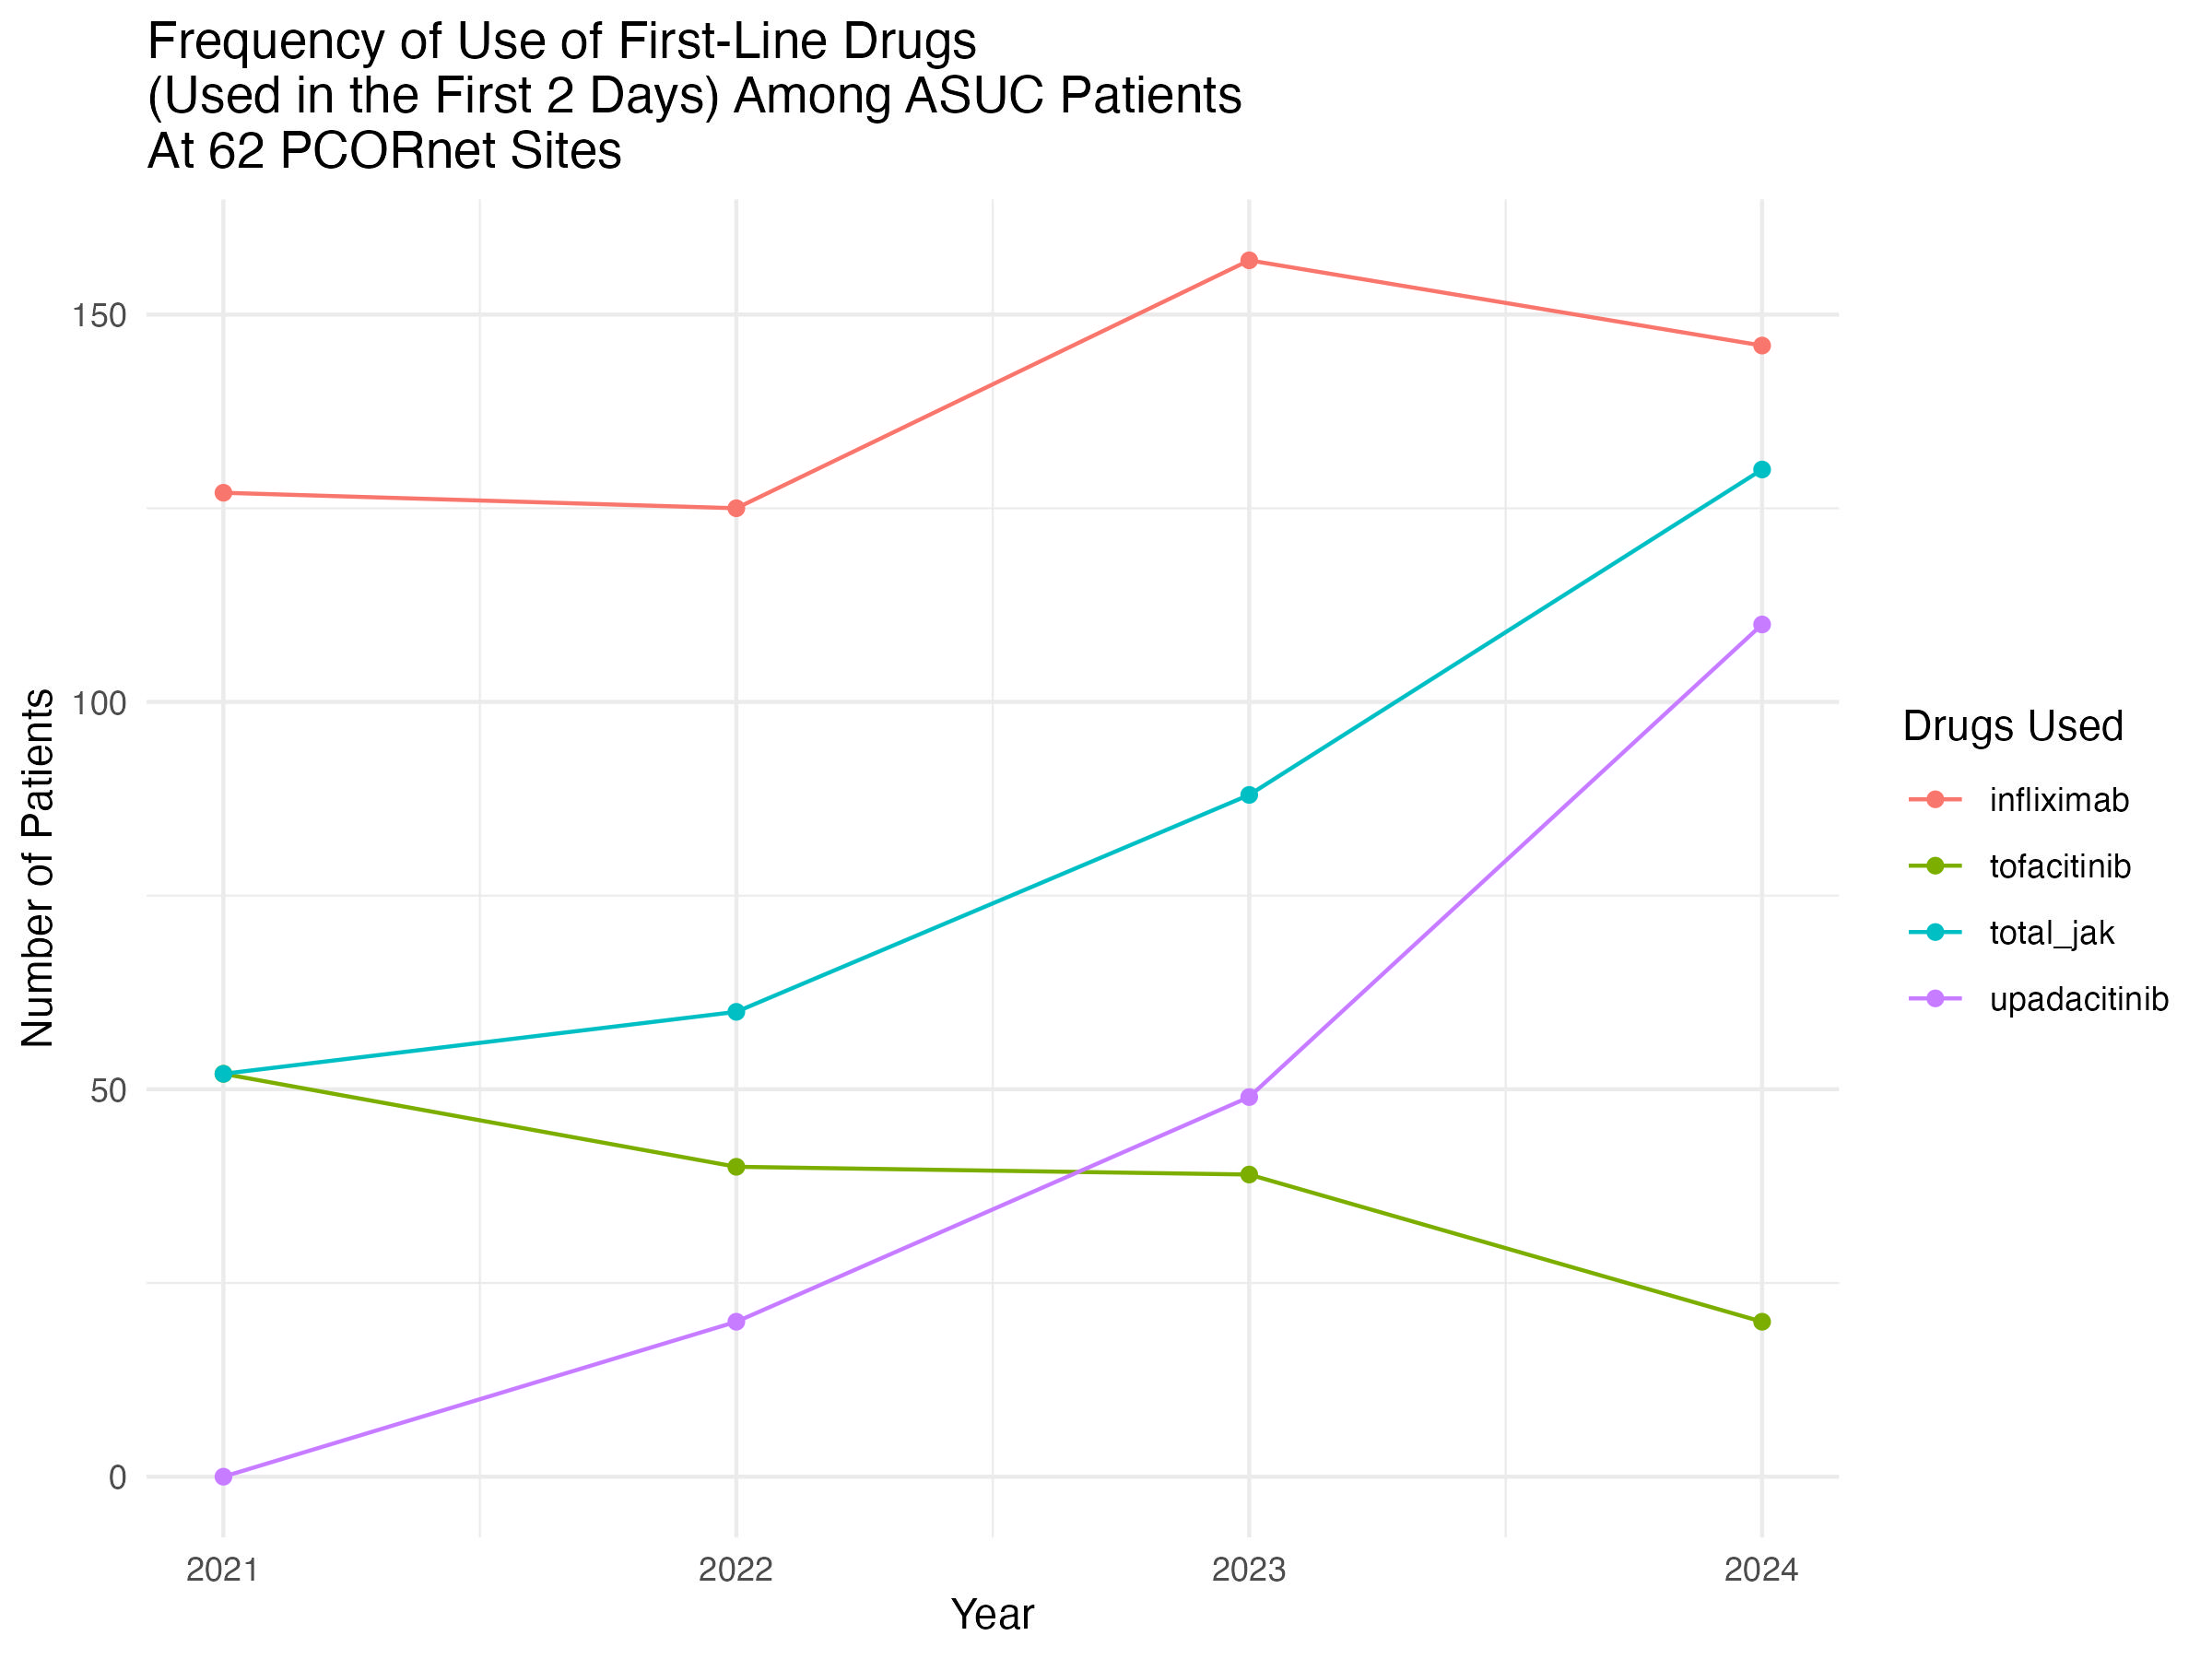 Frequency of Use of First-Line Drugs
(Used in the First 2 Days) Among ASUC Patients
At 62 PCORnet Sites
Number of Patients
150
100
50
0
2021
2022
2023
2024
Year
Drugs Used
infliximab
tofacitinib
total_jak
upadacitinib